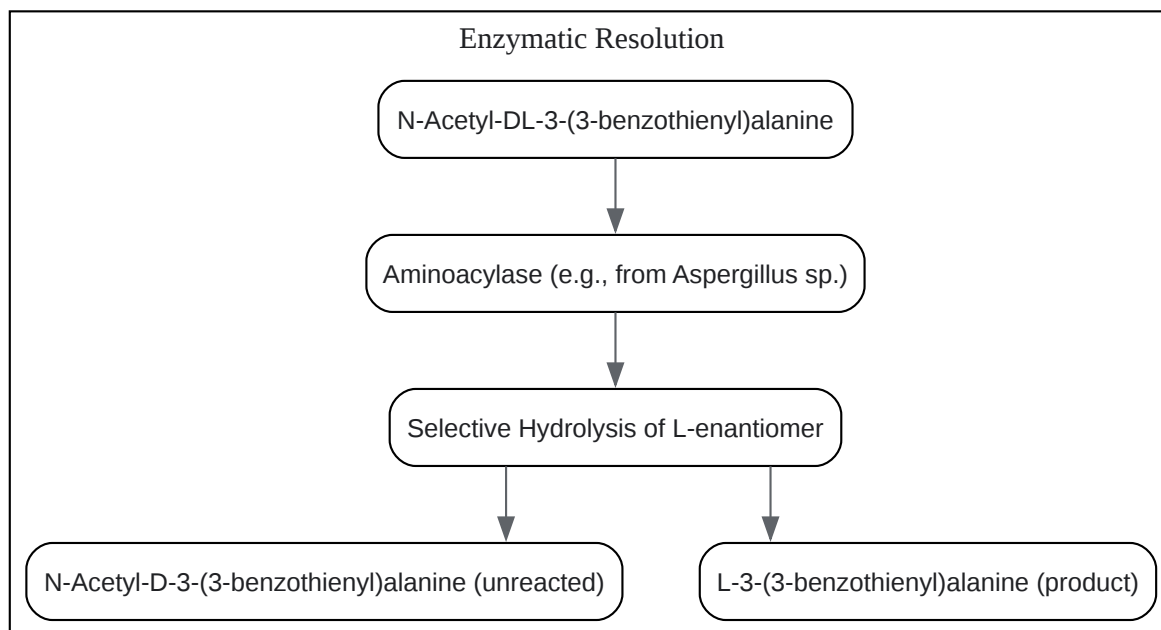 Enzymatic Resolution
N-Acetyl-DL-3-(3-benzothienyl)alanine
Aminoacylase (e.g., from Aspergillus sp.)
Selective Hydrolysis of L-enantiomer
N-Acetyl-D-3-(3-benzothienyl)alanine (unreacted)
L-3-(3-benzothienyl)alanine (product)